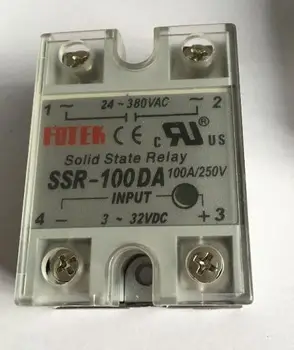 1 ~ 24 ~ 380VAC ~ 2
FOTEK CE c RU US
Solid State Relay
SSR-100DA 100A/250V
INPUT
4 - 3 ~ 32VDC +3